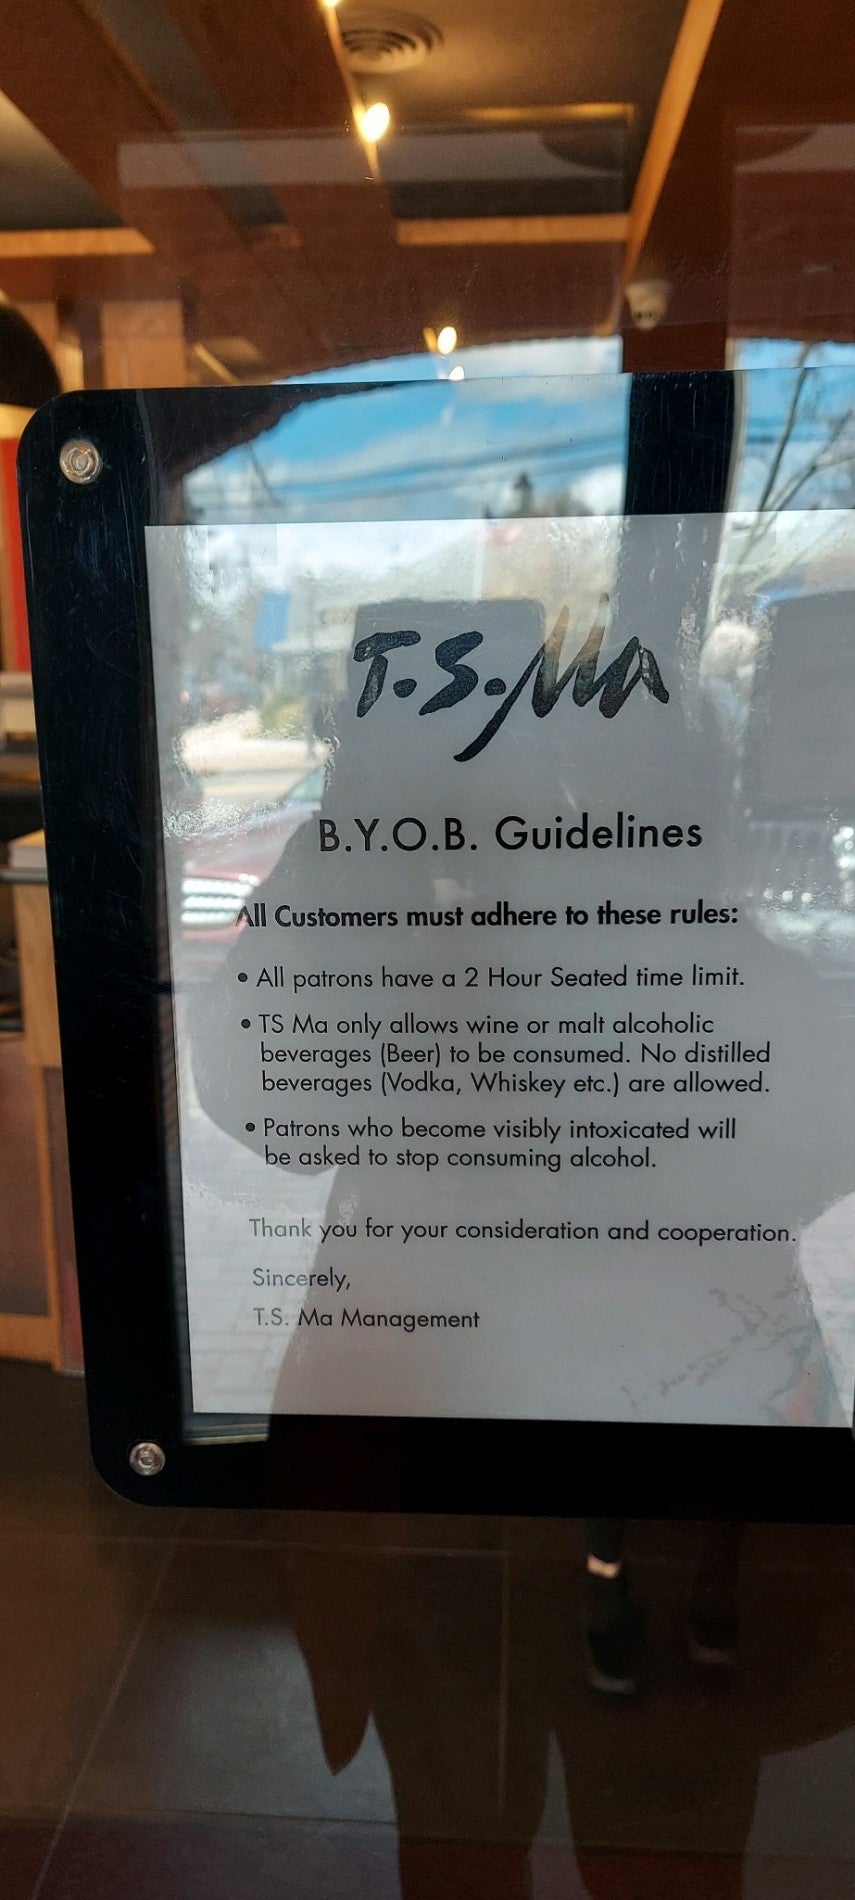 T.S.Ma
B.Y.O.B. Guidelines
All Customers must adhere to these rules:
• All patrons have a 2 Hour Seated time limit.
• TS Ma only allows wine or malt alcoholic
beverages (Beer) to be consumed. No distilled
beverages (Vodka, Whiskey etc.) are allowed.
• Patrons who become visibly intoxicated will
be asked to stop consuming alcohol.
Thank you for your consideration and cooperation.
Sincerely,
T.S. Ma Management